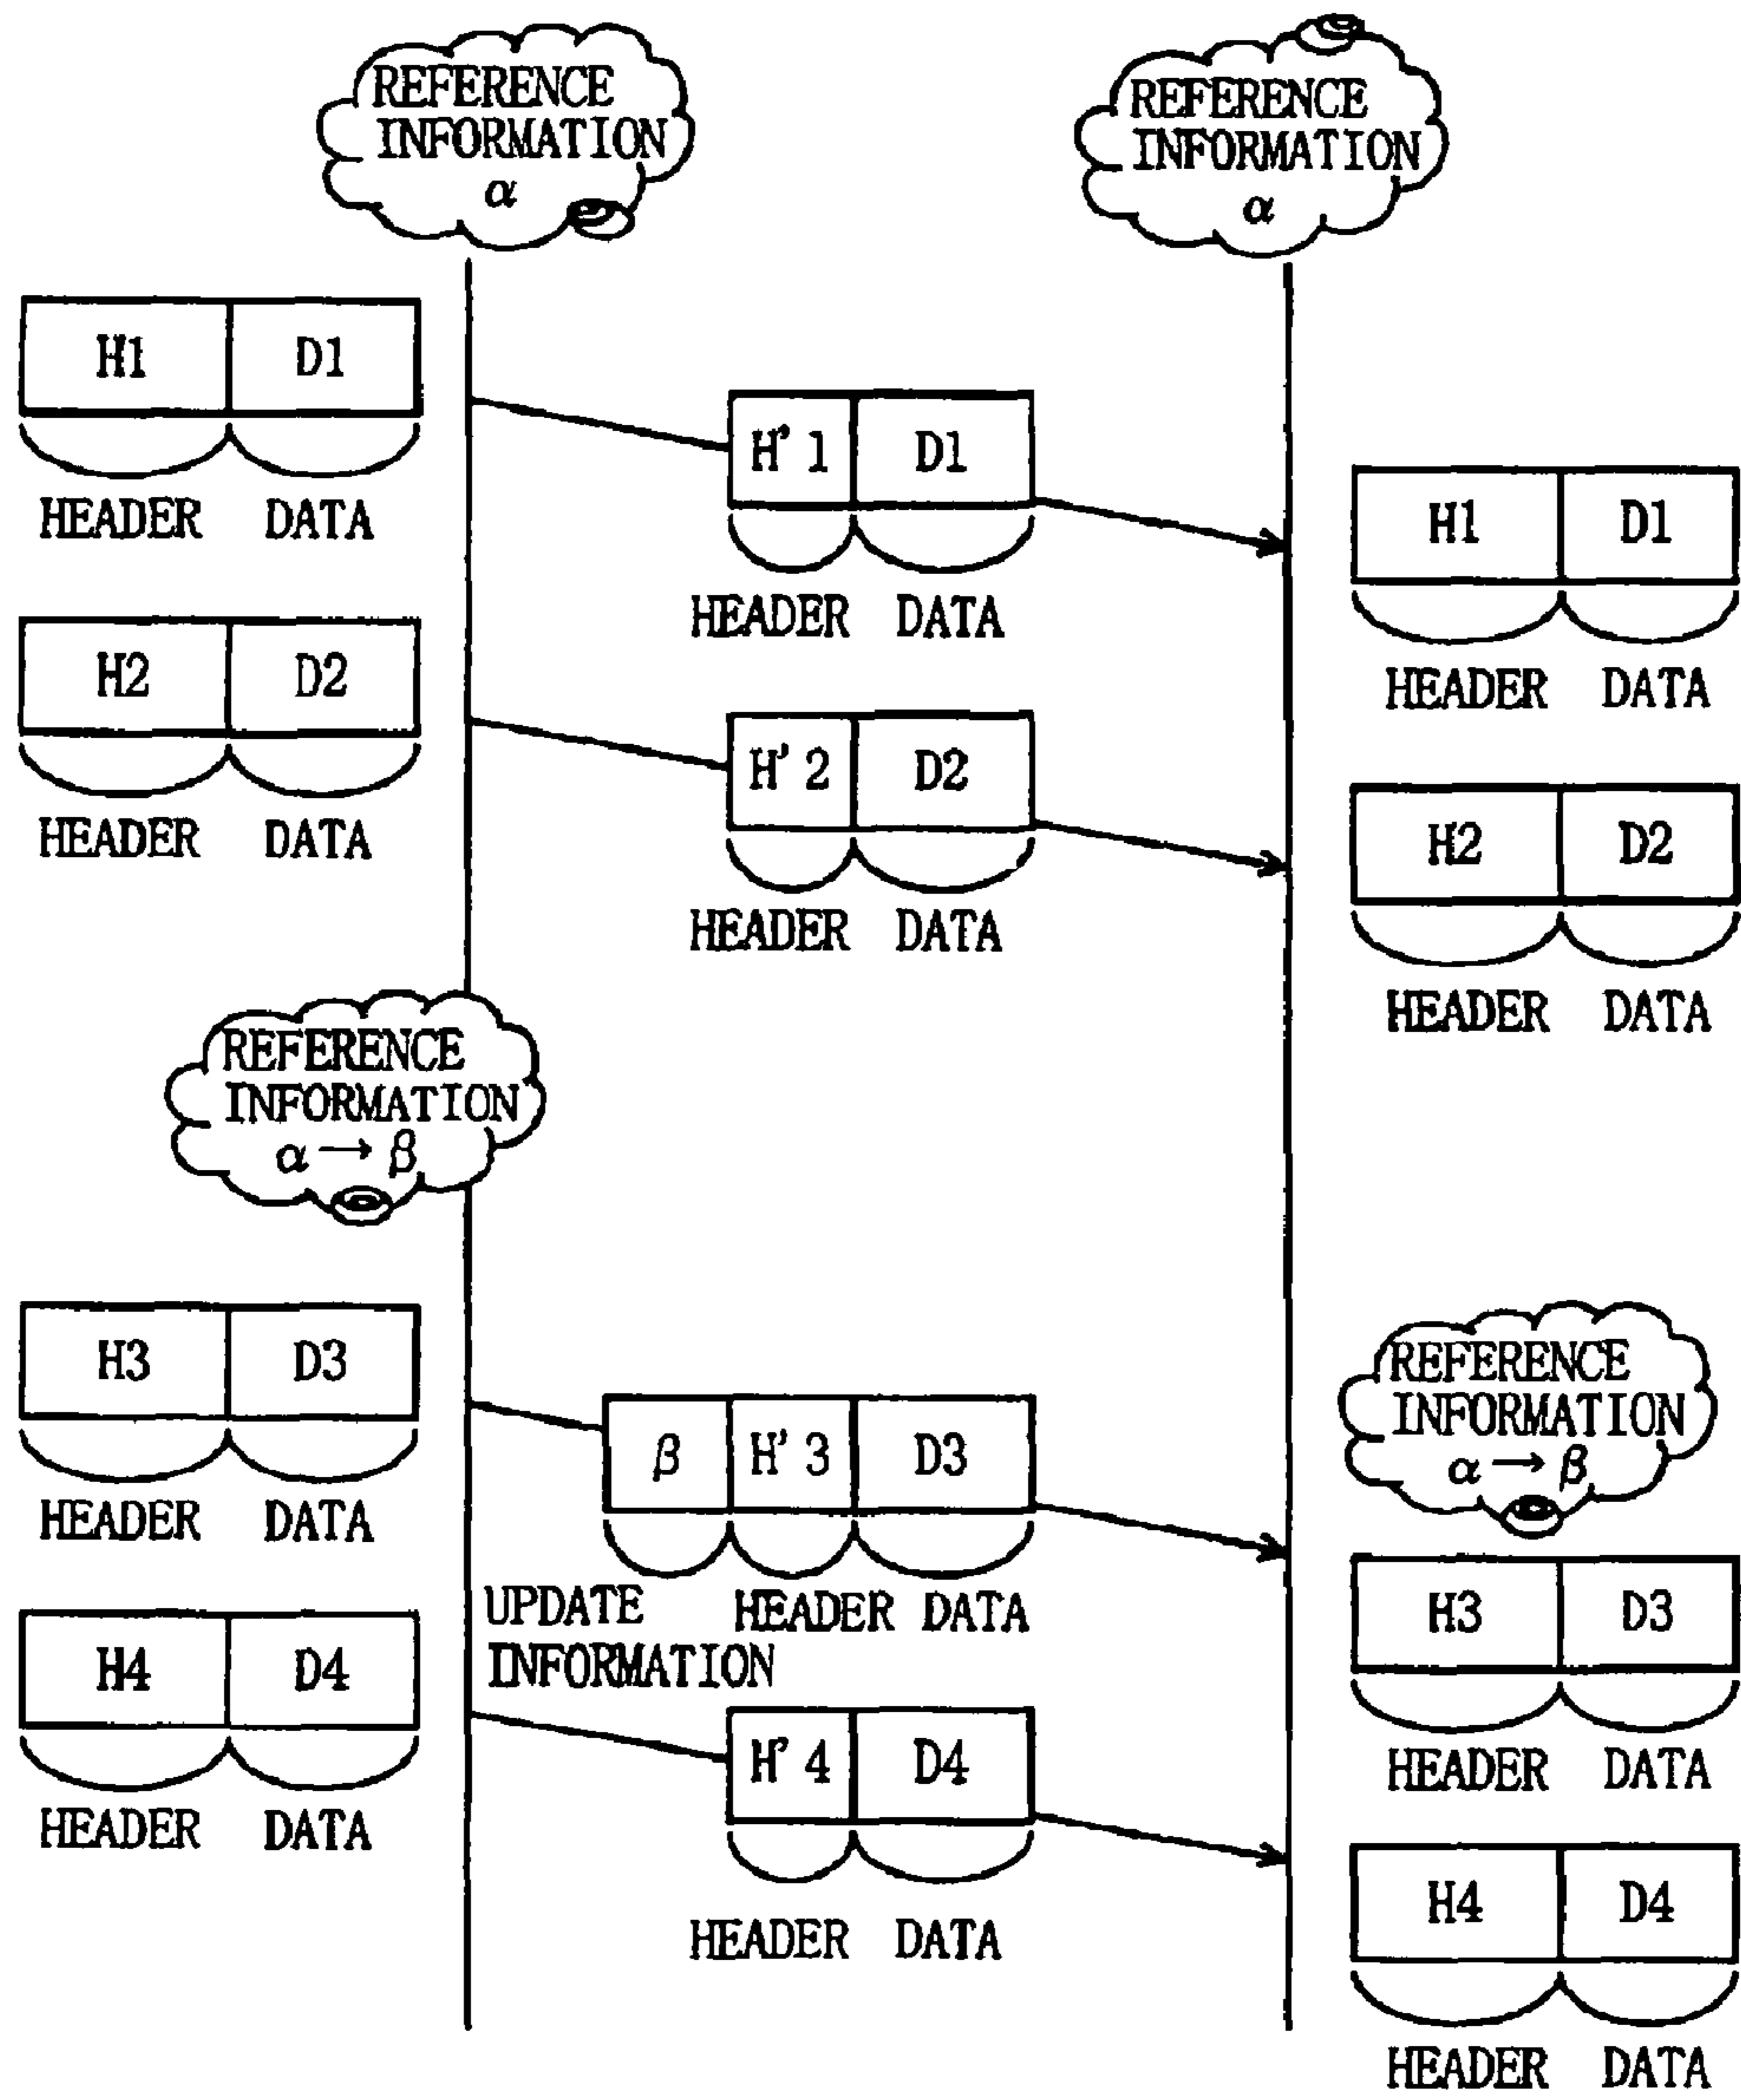 REFERENCE
INFORMATION
α
REFERENCE
INFORMATION
α
H1 D1
HEADER DATA
H'1 D1
HEADER DATA
H1 D1
HEADER DATA
H2 D2
HEADER DATA
H'2 D2
HEADER DATA
H2 D2
HEADER DATA
REFERENCE
INFORMATION
α → β
H3 D3
HEADER DATA
β H'3 D3
UPDATE
INFORMATION
HEADER DATA
REFERENCE
INFORMATION
α → β
H3 D3
HEADER DATA
H4 D4
HEADER DATA
H'4 D4
HEADER DATA
H4 D4
HEADER DATA